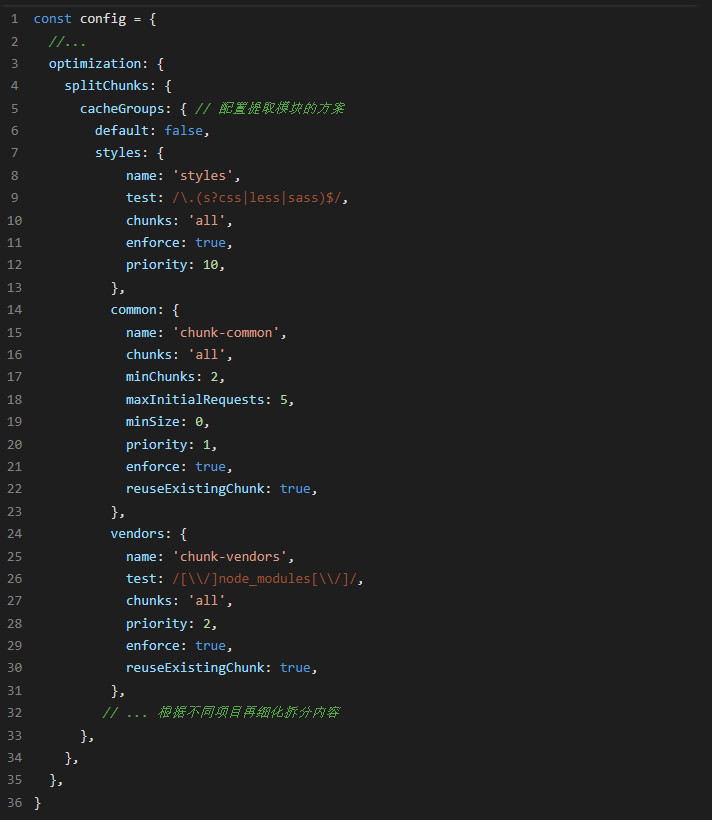 1 const config = {
2 //...
3 optimization: {
4 splitChunks: {
5 cacheGroups: { // 配置提取模块的方案
6 default: false,
7 styles: {
8 name: 'styles',
9 test: /\.(s?css|less|sass)$/,
10 chunks: 'all',
11 enforce: true,
12 priority: 10,
13 },
14 common: {
15 name: 'chunk-common',
16 chunks: 'all',
17 minChunks: 2,
18 maxInitialRequests: 5,
19 minSize: 0,
20 priority: 1,
21 enforce: true,
22 reuseExistingChunk: true,
23 },
24 vendors: {
25 name: 'chunk-vendors',
26 test: /[\\/]node_modules[\\/]/,
27 chunks: 'all',
28 priority: 2,
29 enforce: true,
30 reuseExistingChunk: true,
31 },
32 // ... 根据不同项目再细化拆分内容
33 },
34 },
35 },
36 }